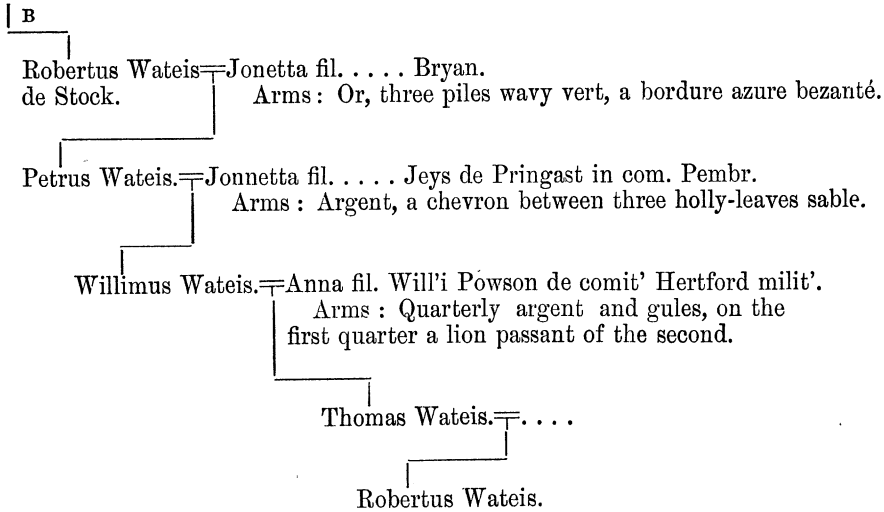 B
Robertus Wateis=Jonetta fil. . . . . Bryan.
de Stock. Arms : Or, three piles wavy vert, a bordure azure bezanté.
Petrus Wateis.=Jonnetta fil. . . . . Jeys de Pringast in com. Pembr.
Arms : Argent, a chevron between three holly-leaves sable.
Willimus Wateis.=Anna fil. Will'i Powson de comit' Hertford milit'.
Arms : Quarterly argent and gules, on the
first quarter a lion passant of the second.
Thomas Wateis.=. . . .
Robertus Wateis.